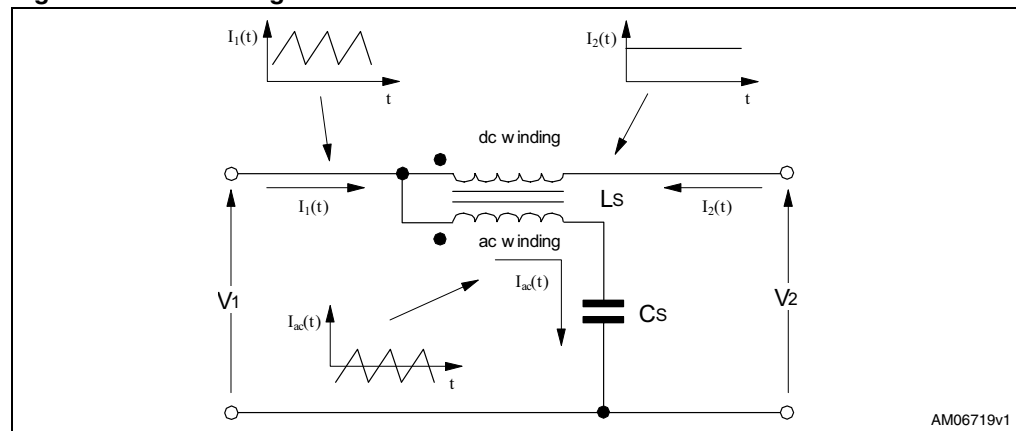 I₁(t)
t
I₂(t)
t
dc winding
I₁(t)
Ls
I₂(t)
ac winding
Iac(t)
V1
V2
Cs
Iac(t)
t
AM06719v1